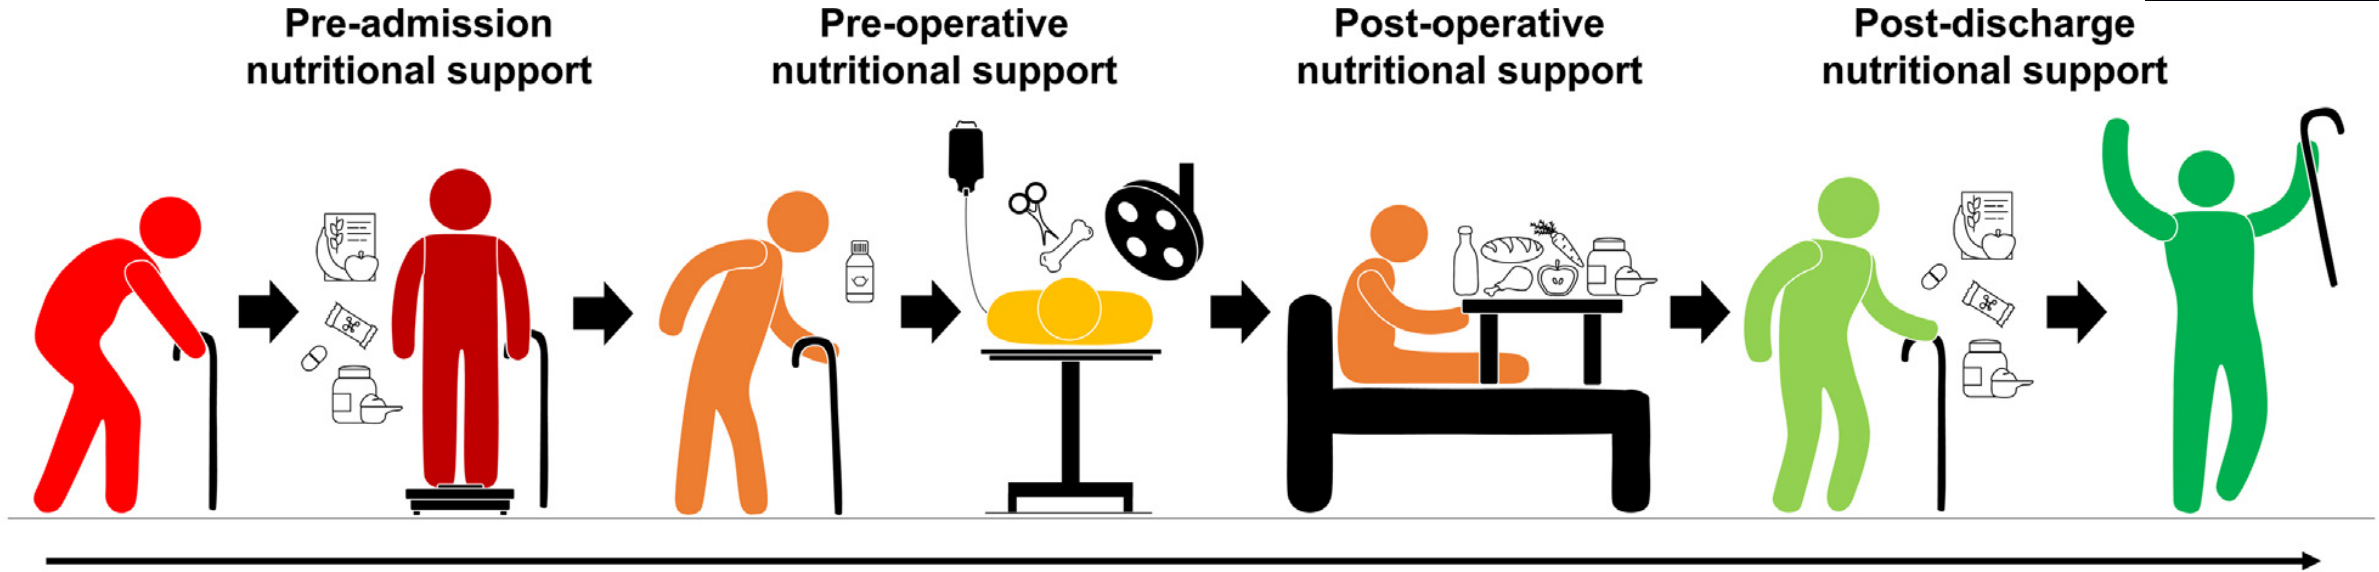 Pre-admission
nutritional support
Pre-operative
nutritional support
Post-operative
nutritional support
Post-discharge
nutritional support